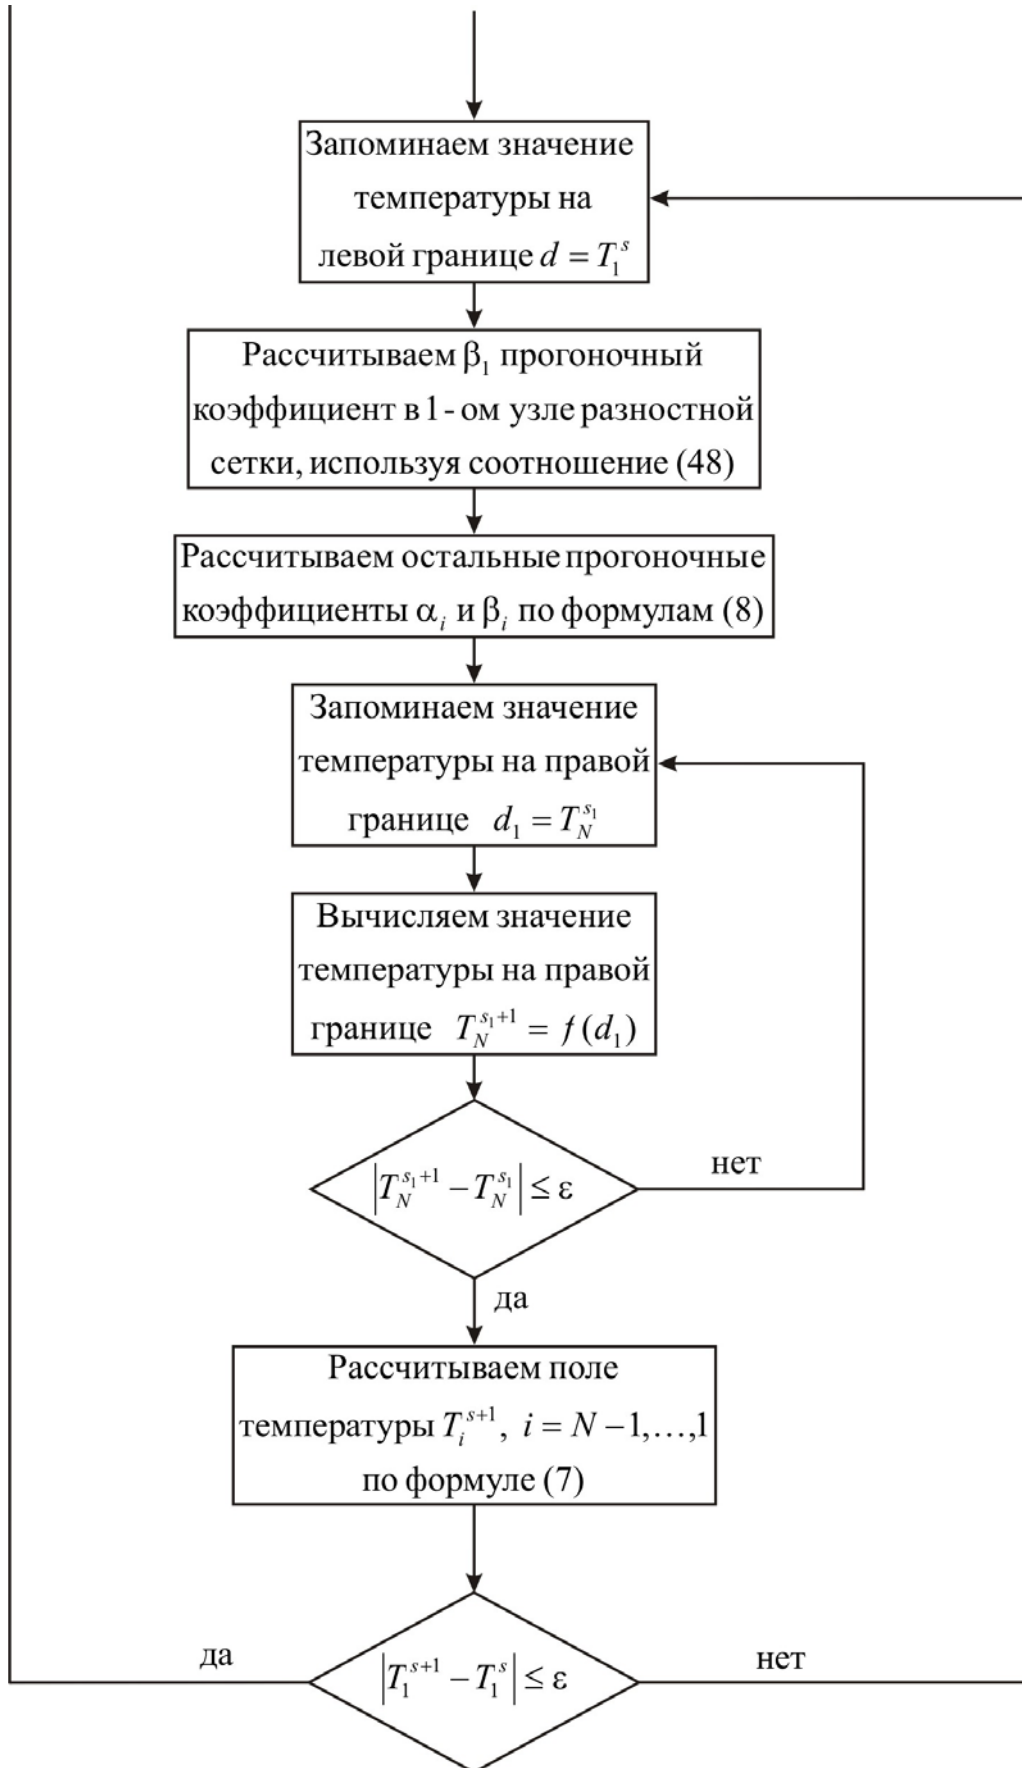 Запоминаем значение
температуры на
левой границе d = T₁ˢ
Рассчитываем β₁ прогоночный
коэффициент в 1 - ом узле разностной
сетки, используя соотношение (48)
Рассчитываем остальные прогоночные
коэффициенты αᵢ и βᵢ по формулам (8)
Запоминаем значение
температуры на правой
границе d₁ = T_N^{s₁}
Вычисляем значение
температуры на правой
границе T_N^{s₁+1} = f(d₁)
|T_N^{s₁+1} − T_N^{s₁}| ≤ ε
нет
да
Рассчитываем поле
температуры Tᵢ^{s+1}, i = N −1,…,1
по формуле (7)
да
|T₁^{s+1} − T₁^s| ≤ ε
нет